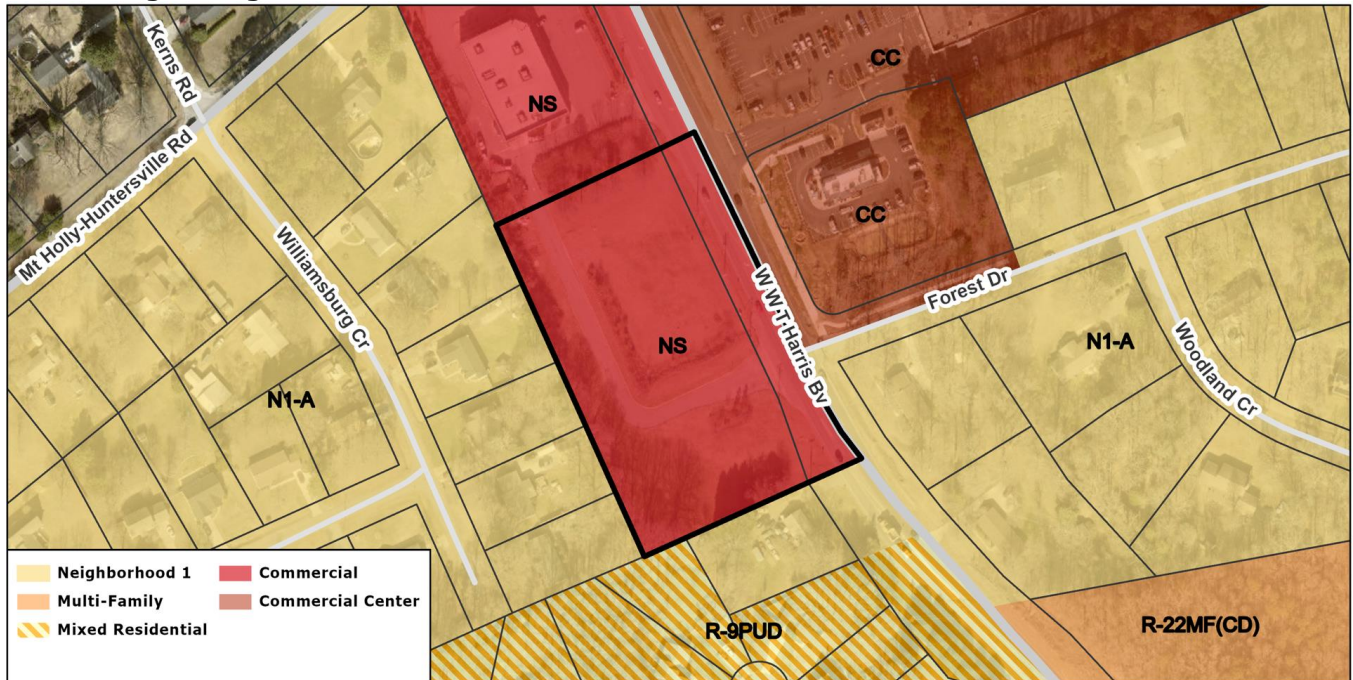 Kerns Rd
Mt Holly-Huntersville Rd
Williamsburg Cr
NS
CC
CC
W W.T.Harris Bv
Forest Dr
NS
N1-A
N1-A
Woodland Cr
R-9PUD
R-22MF(CD)
Neighborhood 1
Commercial
Multi-Family
Commercial Center
Mixed Residential